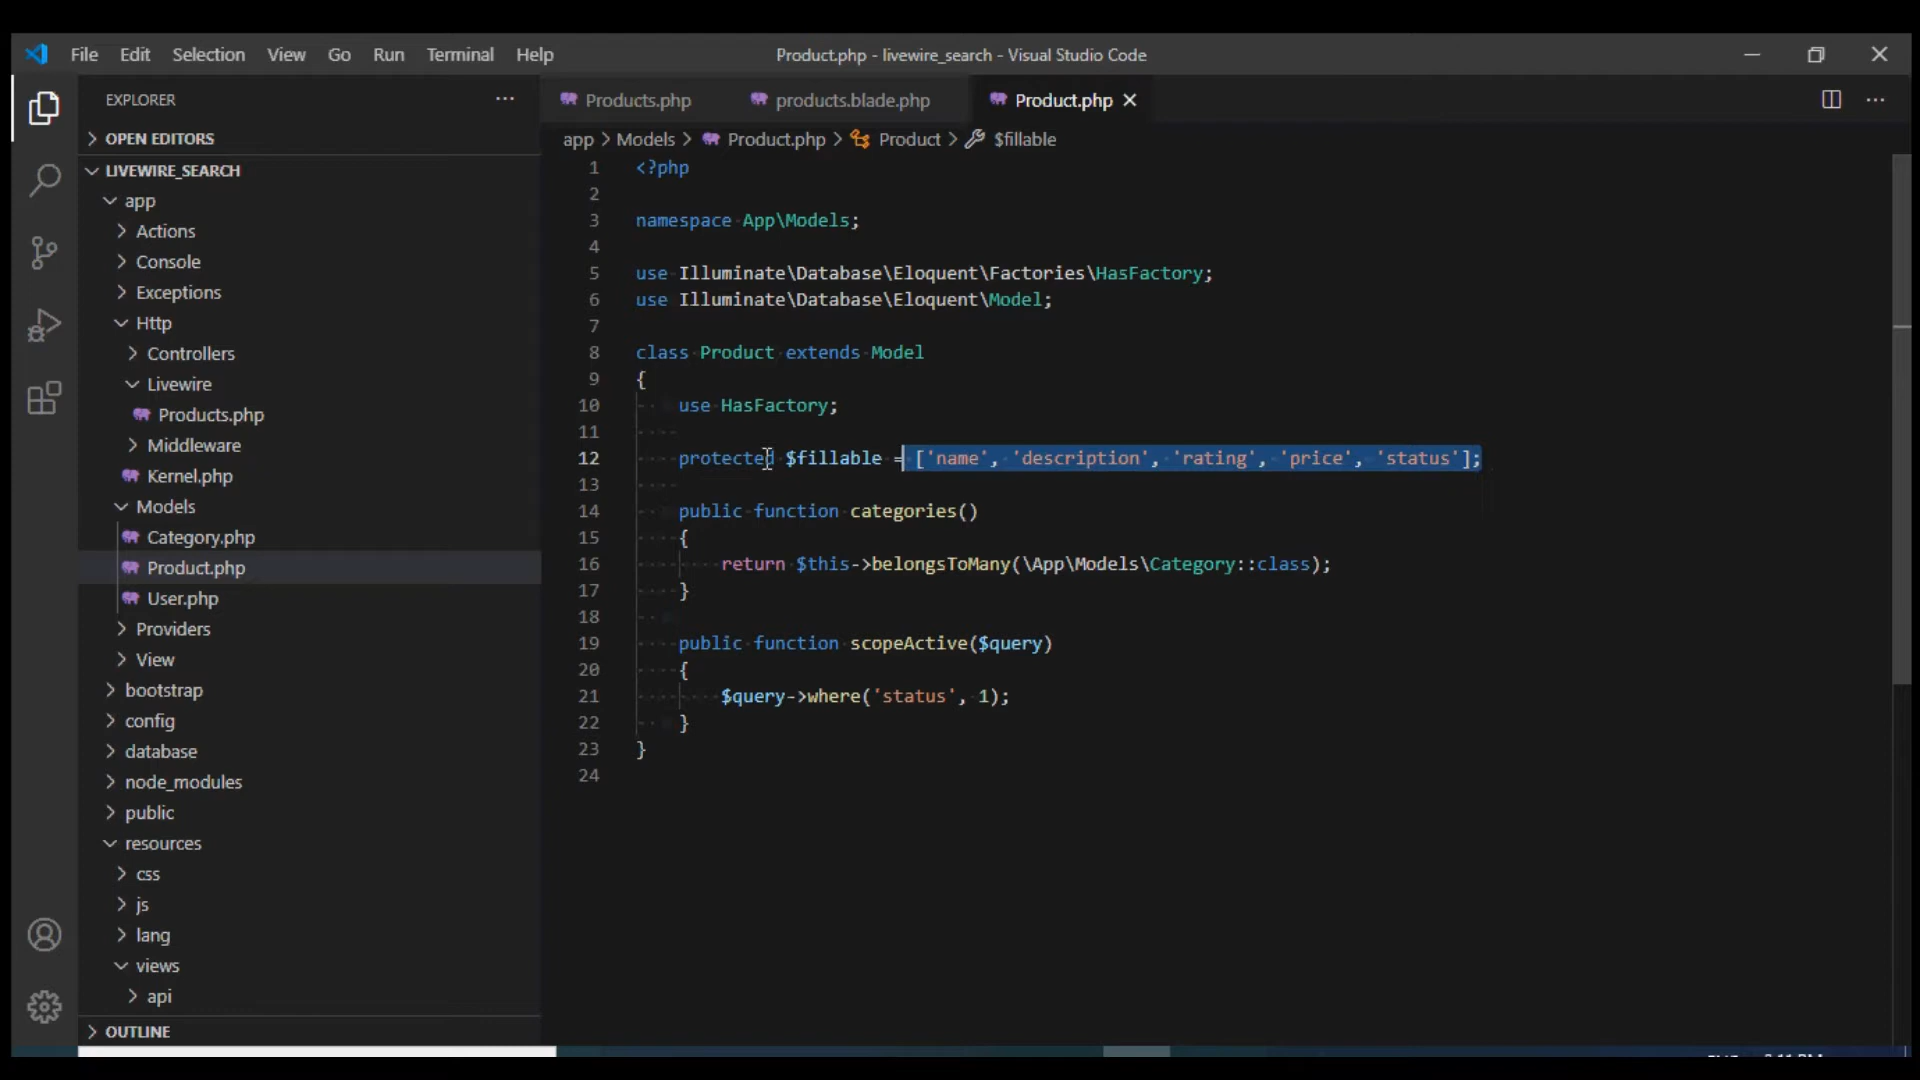 File Edit Selection View Go Run Terminal Help
Product.php - livewire_search - Visual Studio Code
EXPLORER
OPEN EDITORS
LIVEWIRE_SEARCH
app
Actions
Console
Exceptions
Http
Controllers
Livewire
Products.php
Middleware
Kernel.php
Models
Category.php
Product.php
User.php
Providers
View
bootstrap
config
database
node_modules
public
resources
css
js
lang
views
api
OUTLINE
Products.php products.blade.php Product.php
app > Models > Product.php > Product > $fillable
1 <?php
2
3 namespace App\Models;
4
5 use Illuminate\Database\Eloquent\Factories\HasFactory;
6 use Illuminate\Database\Eloquent\Model;
7
8 class Product extends Model
9 {
10 use HasFactory;
11
12 protected $fillable = ['name', 'description', 'rating', 'price', 'status'];
13
14 public function categories()
15 {
16 return $this->belongsToMany(\App\Models\Category::class);
17 }
18
19 public function scopeActive($query)
20 {
21 $query->where('status', 1);
22 }
23 }
24